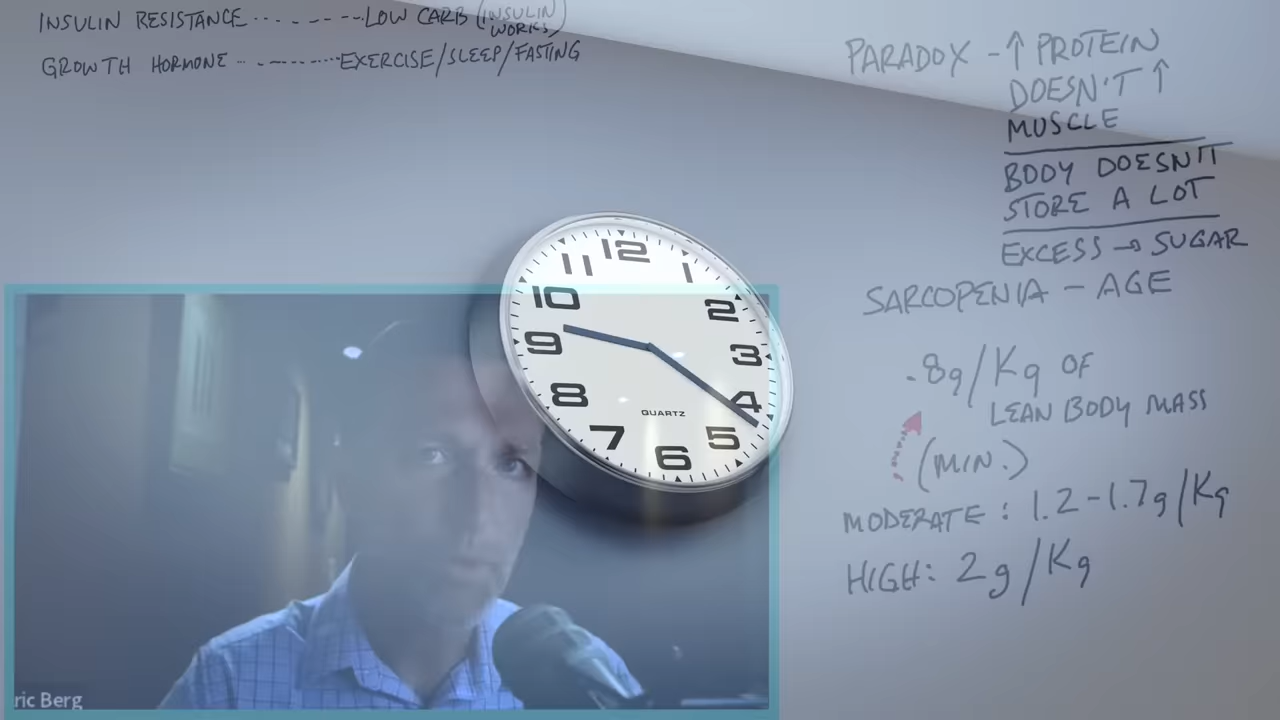 INSULIN RESISTANCE ... - .. - --- LOW CARB (INSULIN
WORKS)
GROWTH HORMONE .. - ------..... EXERCISE/SLEEP/FASTING
PARADOX - ↑ PROTEIN
DOESN'T ↑
MUSCLE
BODY DOESN'T
STORE A LOT
EXCESS → SUGAR
SARCOPENIA - AGE
.8g/Kg OF
LEAN BODY MASS
(MIN.)
MODERATE : 1.2-1.7g/Kg
HIGH: 2g/Kg
12
11
1
10
2
9
3
8
4
QUARTZ
7
5
6
ric Berg